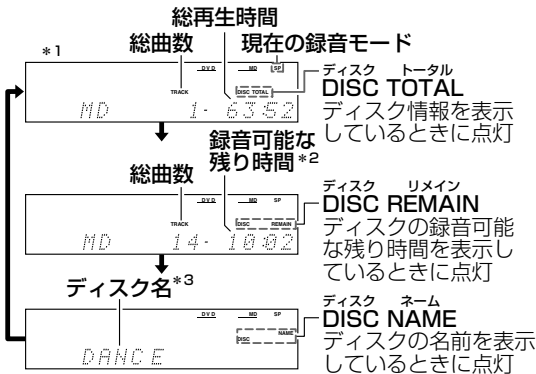 総再生時間
*1
総曲数
現在の録音モード
DVD MD SP
TRACK DISC TOTAL
MD 1- 63:52
ディスク トータル
DISC TOTAL
ディスク情報を表示
しているときに点灯
録音可能な
残り時間*2
総曲数
DVD MD SP
TRACK DISC REMAIN
MD 14- 10:02
ディスク リメイン
DISC REMAIN
ディスクの録音可能
な残り時間を表示し
ているときに点灯
ディスク名*3
DVD MD SP
DISC NAME
DANCE
ディスク ネーム
DISC NAME
ディスクの名前を表示
しているときに点灯